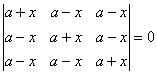 |a + x  a − x  a − x|
|a − x  a + x  a − x| = 0
|a − x  a − x  a + x|